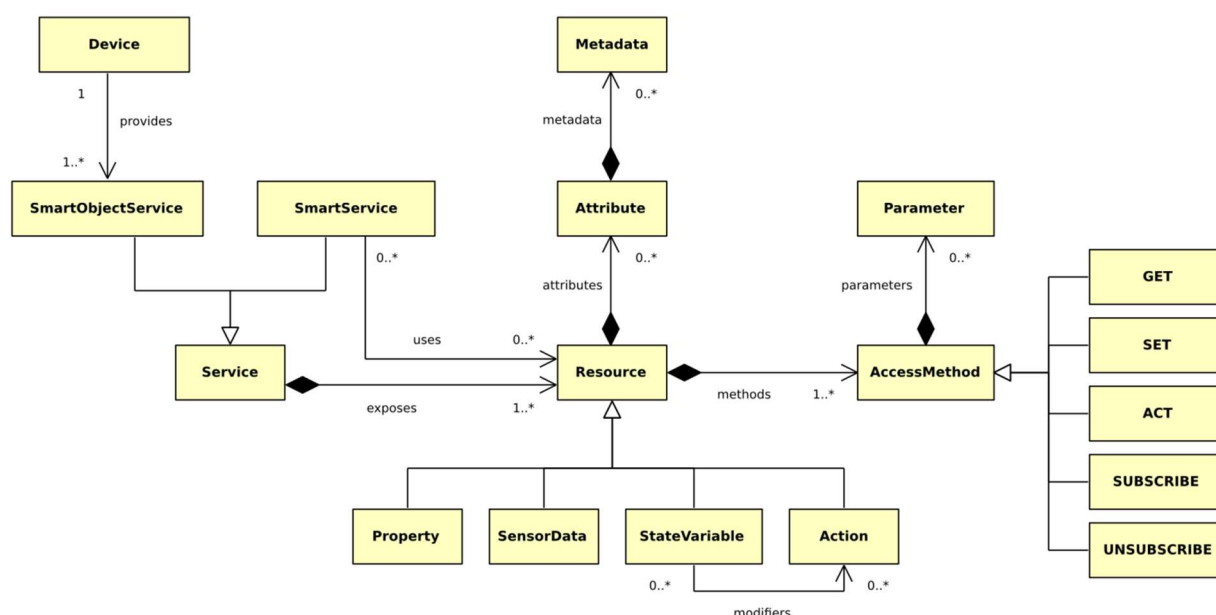 Device
Metadata
1
0..*
provides
metadata
1..*
SmartObjectService
SmartService
Attribute
Parameter
0..*
0..*
0..*
GET
attributes
parameters
SET
uses
0..*
Service
Resource
AccessMethod
methods
1..*
exposes
1..*
ACT
SUBSCRIBE
Property
SensorData
StateVariable
Action
UNSUBSCRIBE
0..*
0..*
modifiers